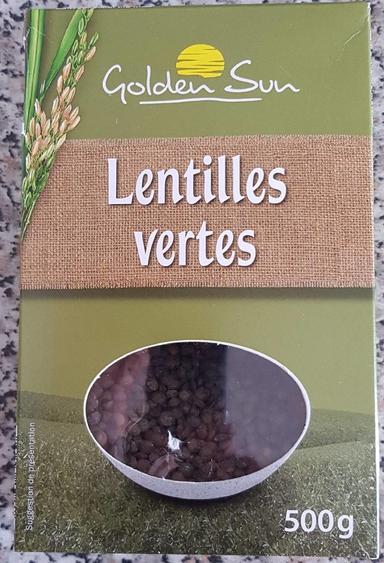 Golden Sun
Lentilles
vertes
Suggestion de présentation
500g